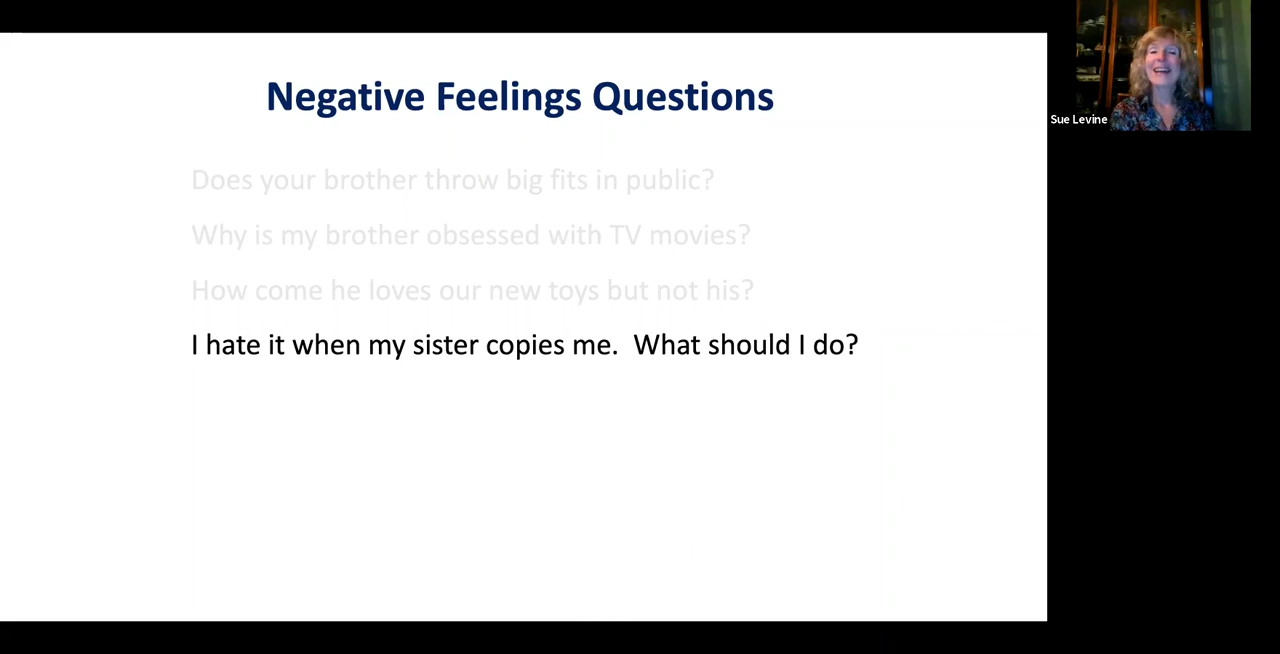 Negative Feelings Questions
Sue Levine
Does your brother throw big fits in public?
Why is my brother obsessed with TV movies?
How come he loves our new toys but not his?
I hate it when my sister copies me.  What should I do?